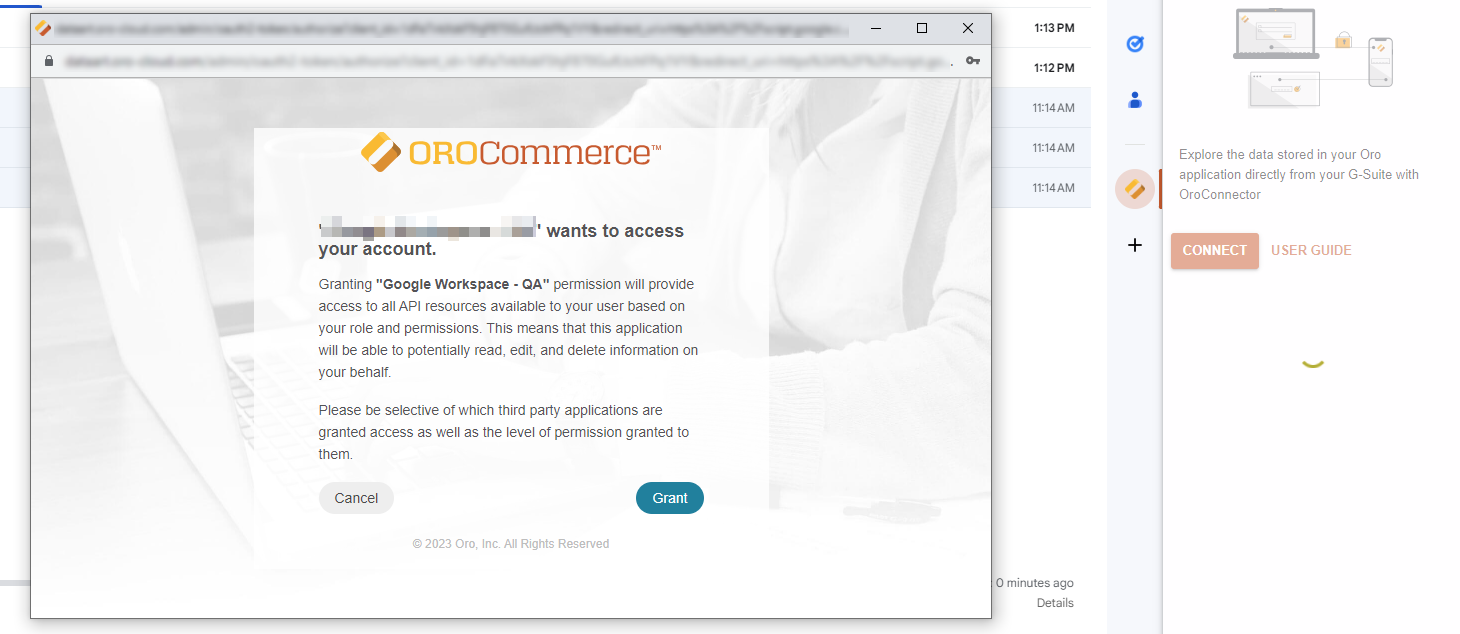 OROCommerce™
' ' wants to access
your account.
Granting "Google Workspace - QA" permission will provide
access to all API resources available to your user based on
your role and permissions. This means that this application
will be able to potentially read, edit, and delete information on
your behalf.
Please be selective of which third party applications are
granted access as well as the level of permission granted to
them.
Cancel
Grant
© 2023 Oro, Inc. All Rights Reserved
1:13 PM
1:12 PM
11:14 AM
11:14 AM
11:14 AM
0 minutes ago
Details
Explore the data stored in your Oro
application directly from your G-Suite with
OroConnector
CONNECT
USER GUIDE